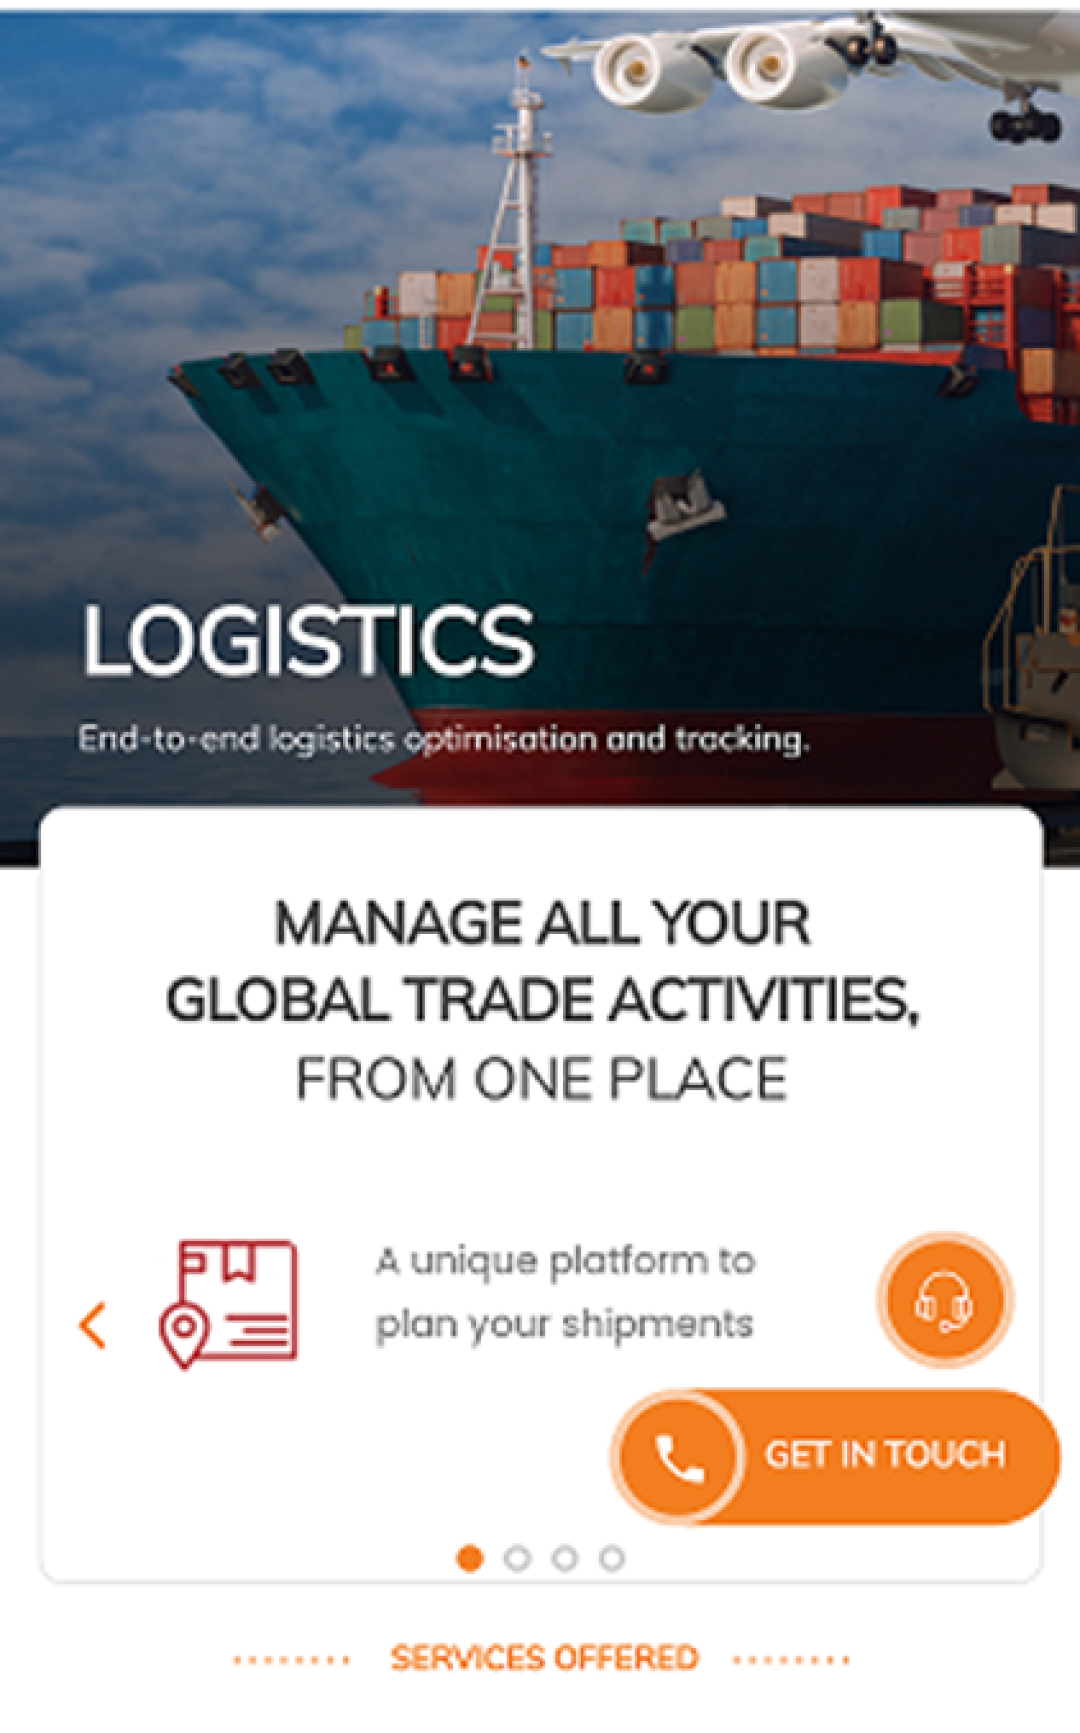 LOGISTICS
End-to-end logistics optimisation and tracking.
MANAGE ALL YOUR
GLOBAL TRADE ACTIVITIES,
FROM ONE PLACE
A unique platform to
plan your shipments
GET IN TOUCH
SERVICES OFFERED